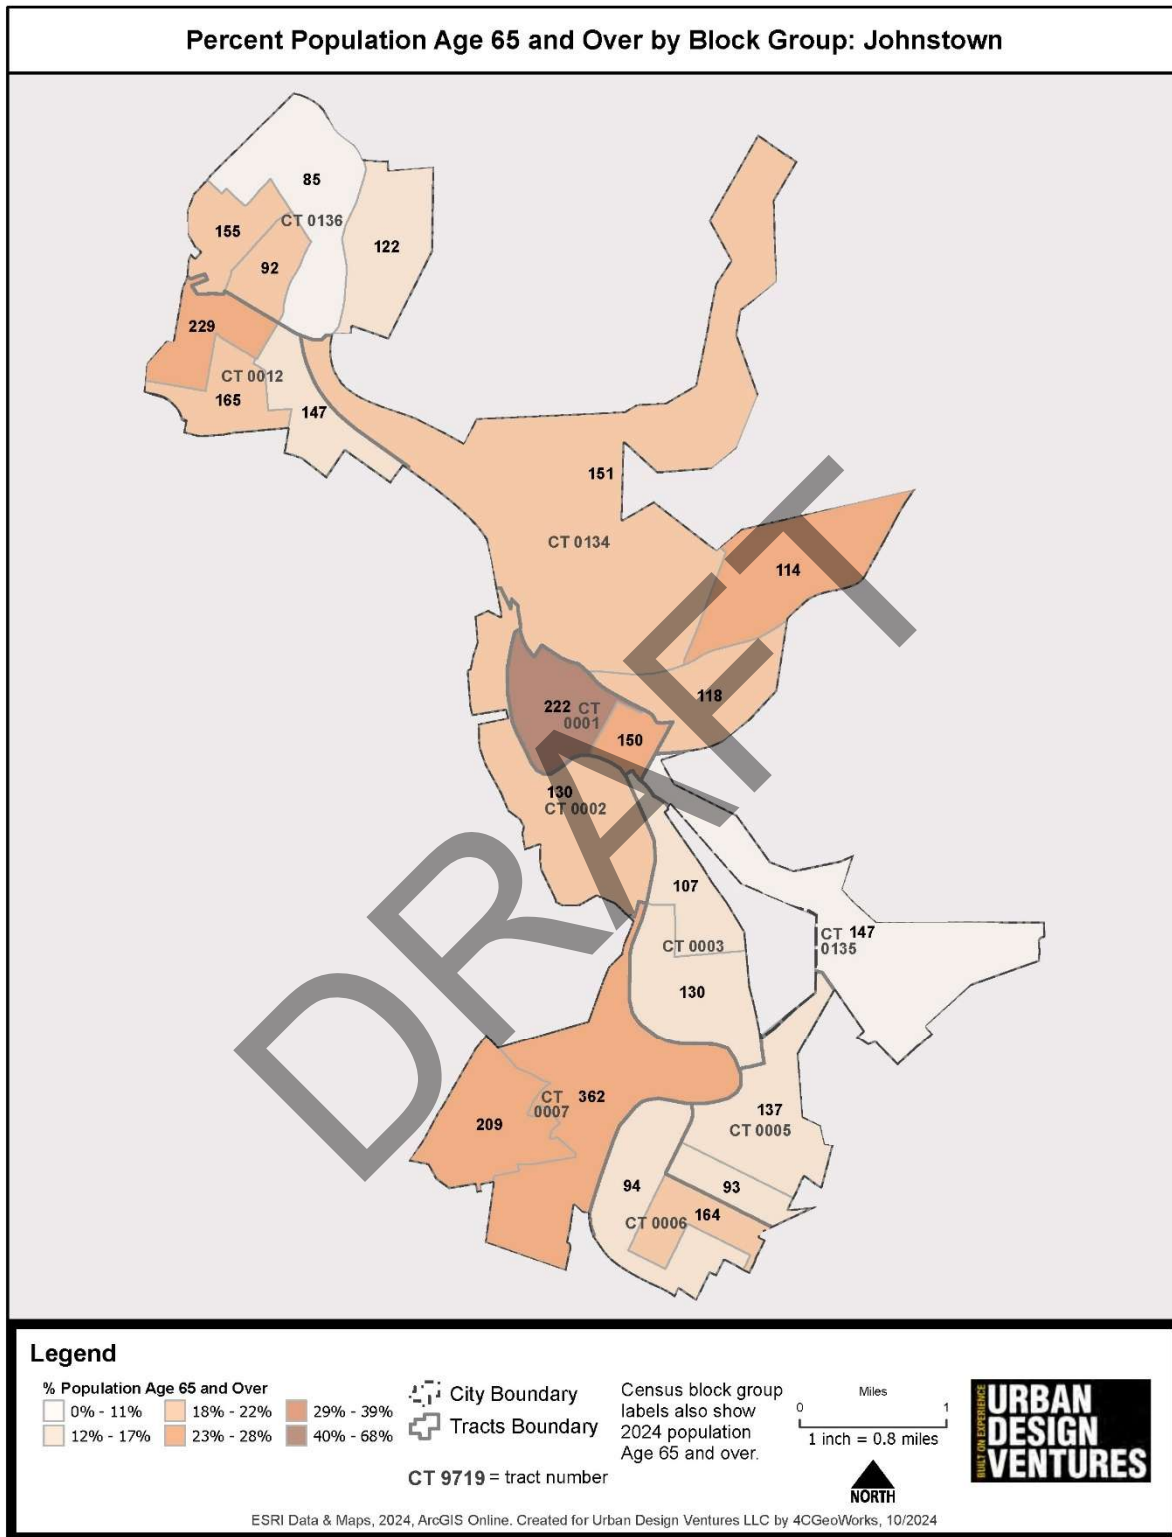 Percent Population Age 65 and Over by Block Group: Johnstown
85
155
CT 0136
122
92
229
CT 0012
165
147
151
CT 0134
114
118
222 CT
0001
150
130
CT 0002
107
CT 0003
CT 147
0135
130
CT 362
0007
209
137
CT 0005
94
93
164
CT 0006
DRAFT
Legend
% Population Age 65 and Over
0% - 11%
18% - 22%
29% - 39%
12% - 17%
23% - 28%
40% - 68%
City Boundary
Tracts Boundary
CT 9719 = tract number
Census block group
labels also show
2024 population
Age 65 and over.
Miles
0 1
1 inch = 0.8 miles
NORTH
BUILT ON EXPERIENCE
URBAN
DESIGN
VENTURES
ESRI Data & Maps, 2024, ArcGIS Online. Created for Urban Design Ventures LLC by 4CGeoWorks, 10/2024